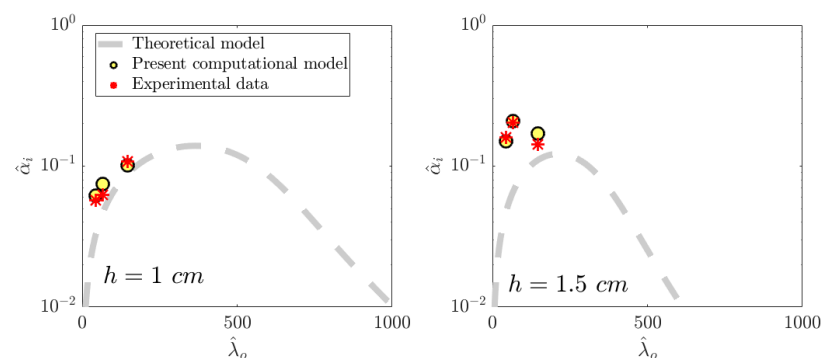 10^0
10^-1
10^-2
α̂_i
Theoretical model
Present computational model
Experimental data
h = 1 cm
0
500
1000
λ̂_o
10^0
10^-1
10^-2
α̂_i
h = 1.5 cm
0
500
1000
λ̂_o